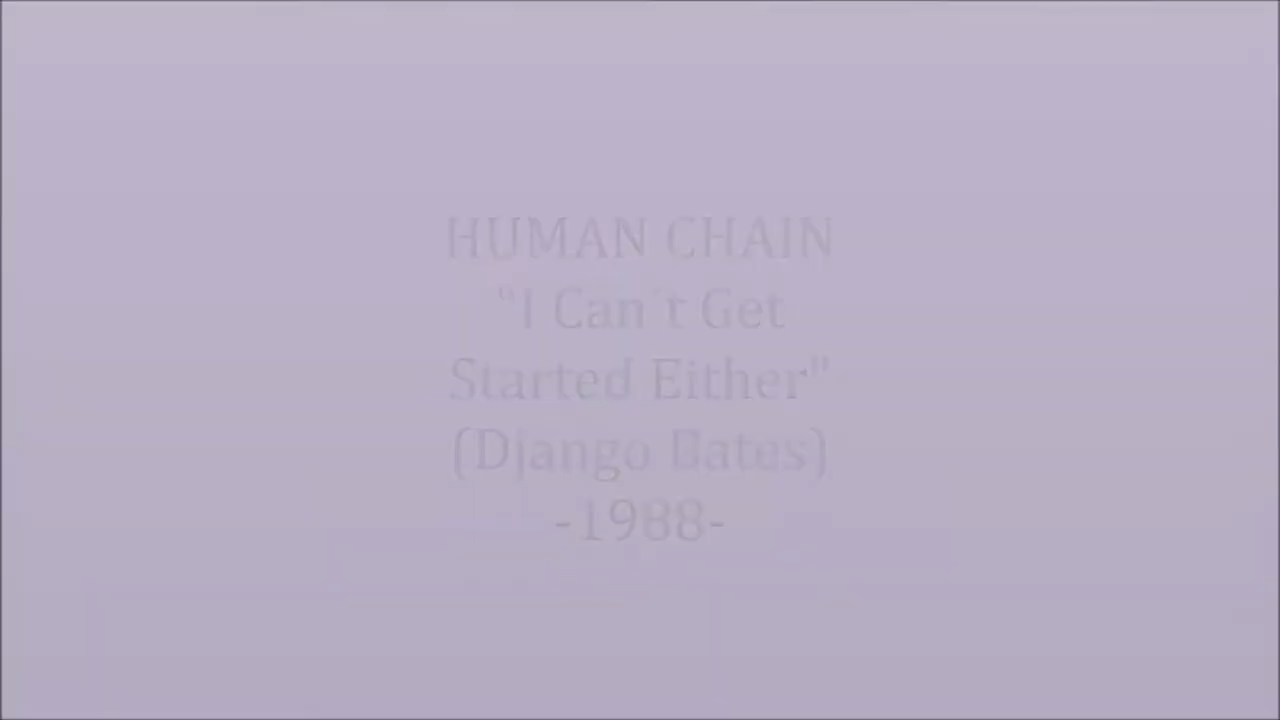 HUMAN CHAIN
"I Can´t Get
Started Either"
(Django Bates)
-1988-